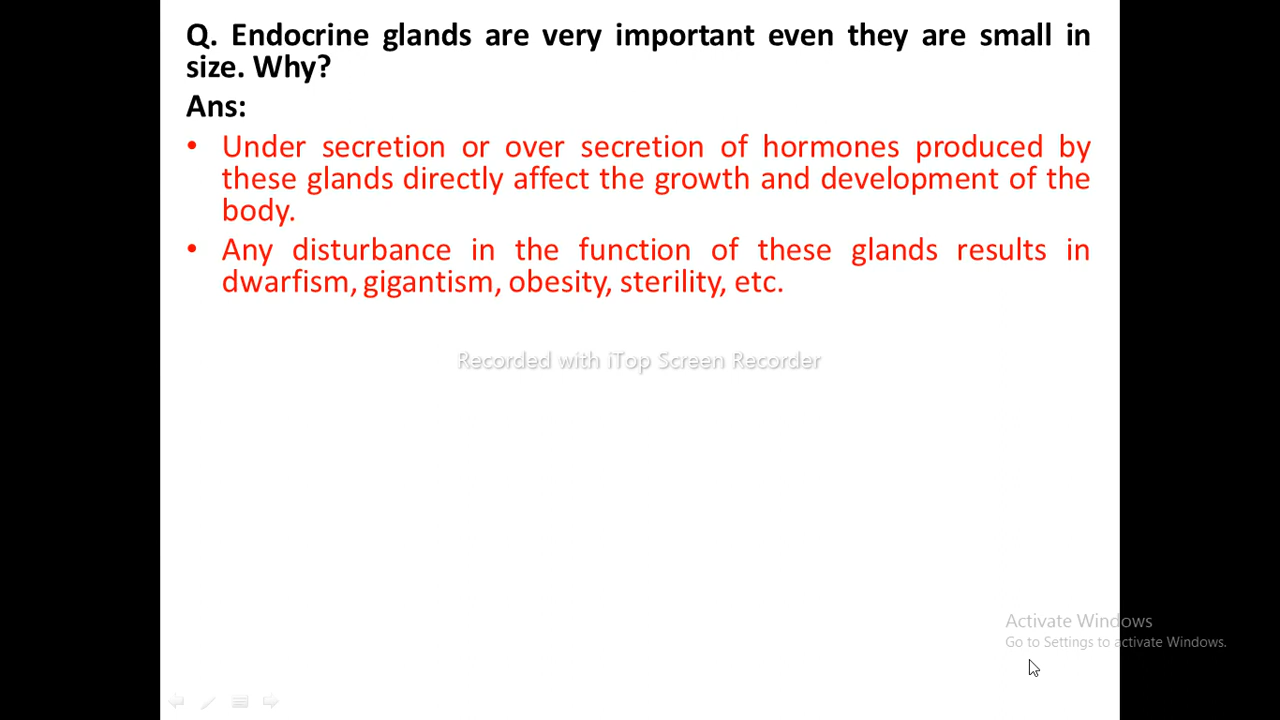 Q. Endocrine glands are very important even they are small in
size. Why?
Ans:
• Under secretion or over secretion of hormones produced by
these glands directly affect the growth and development of the
body.
• Any disturbance in the function of these glands results in
dwarfism, gigantism, obesity, sterility, etc.
Recorded with iTop Screen Recorder
Activate Windows
Go to Settings to activate Windows.